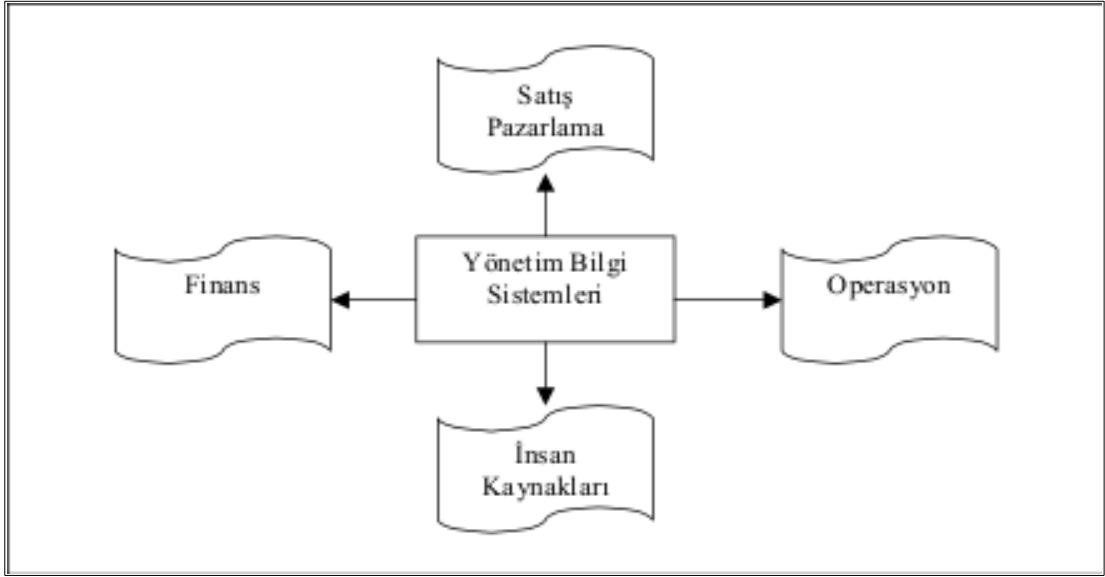 Satış
Pazarlama
Finans
Yönetim Bilgi
Sistemleri
Operasyon
İnsan
Kaynakları